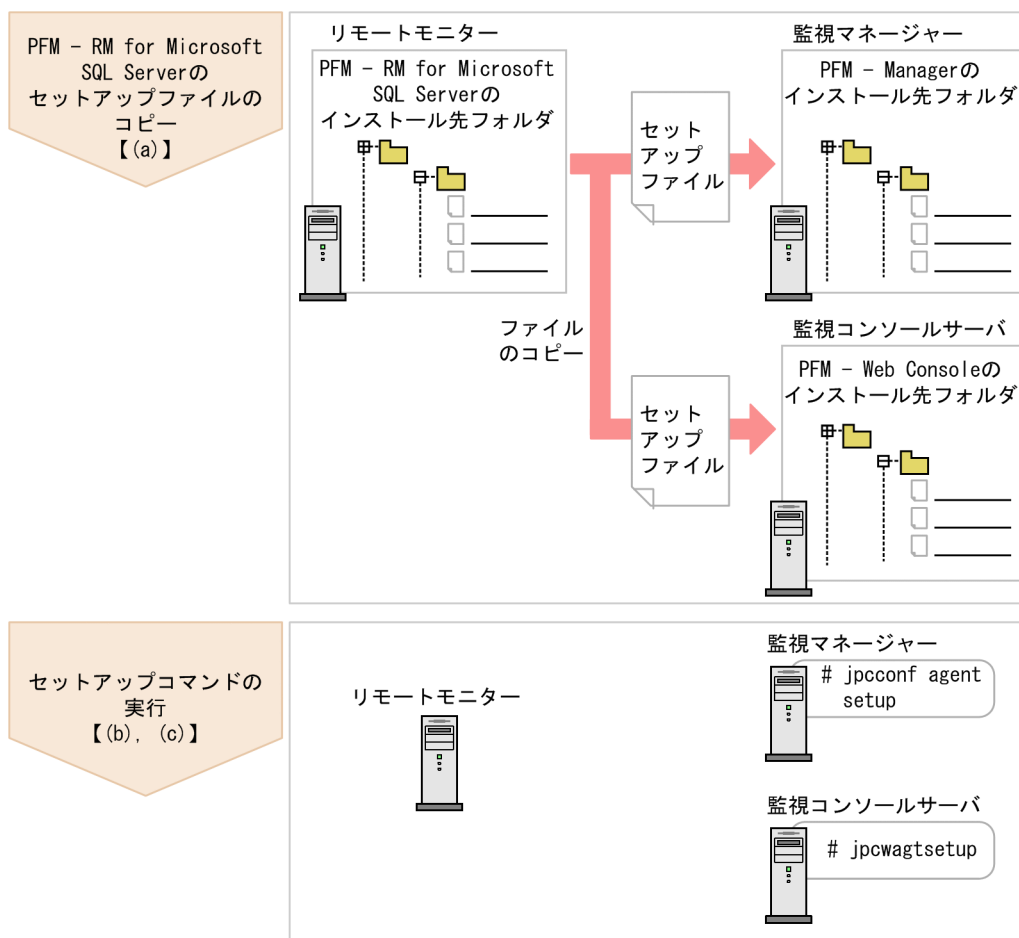 PFM － RM for Microsoft
SQL Serverの
セットアップファイルの
コピー
【(a)】
リモートモニター
PFM － RM for Microsoft
SQL Serverの
インストール先フォルダ
セット
アップ
ファイル
監視マネージャー
PFM － Managerの
インストール先フォルダ
ファイル
のコピー
セット
アップ
ファイル
監視コンソールサーバ
PFM － Web Consoleの
インストール先フォルダ
セットアップコマンドの
実行
【(b), (c)】
リモートモニター
監視マネージャー
# jpcconf agent
setup
監視コンソールサーバ
# jpcwagtsetup